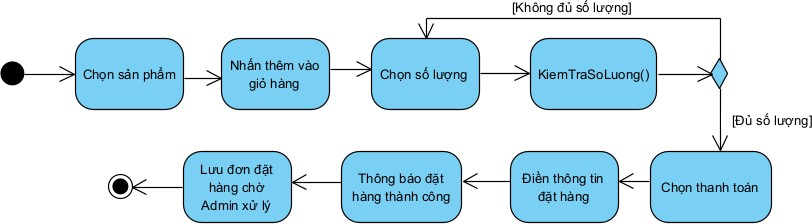 [Không đủ số lượng]
Chọn sản phẩm
Nhấn thêm vào
giỏ hàng
Chọn số lượng
KiemTraSoLuong()
[Đủ số lượng]
Lưu đơn đặt
hàng chờ
Admin xử lý
Thông báo đặt
hàng thành công
Điền thông tin
đặt hàng
Chọn thanh toán